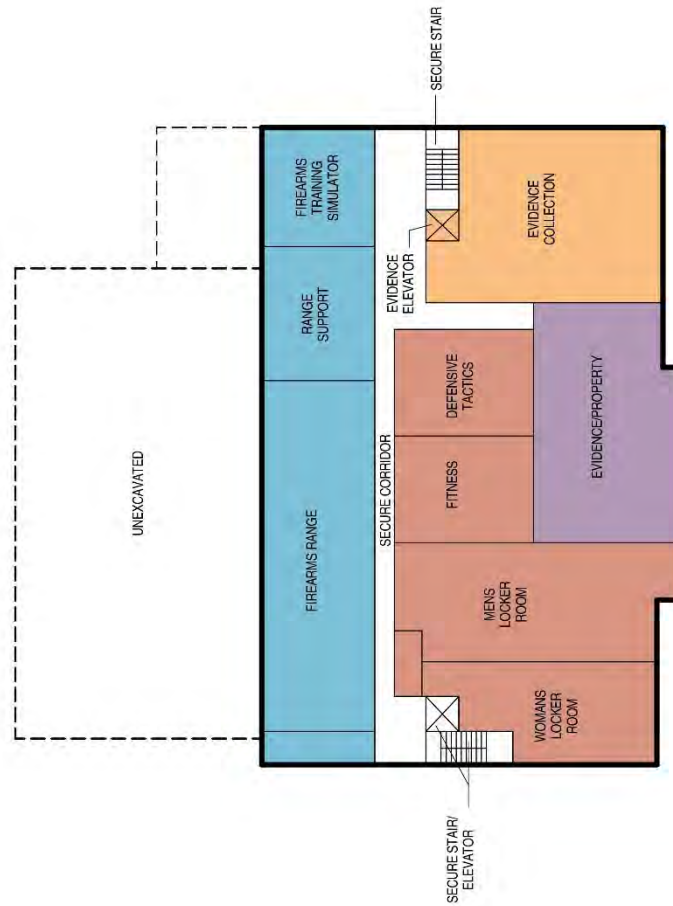 UNEXCAVATED
FIREARMS RANGE
RANGE
SUPPORT
FIREARMS
TRAINING
SIMULATOR
SECURE CORRIDOR
EVIDENCE
ELEVATOR
SECURE STAIR
SECURE STAIR/
ELEVATOR
WOMANS
LOCKER
ROOM
MENS
LOCKER
ROOM
FITNESS
DEFENSIVE
TACTICS
EVIDENCE/PROPERTY
EVIDENCE
COLLECTION